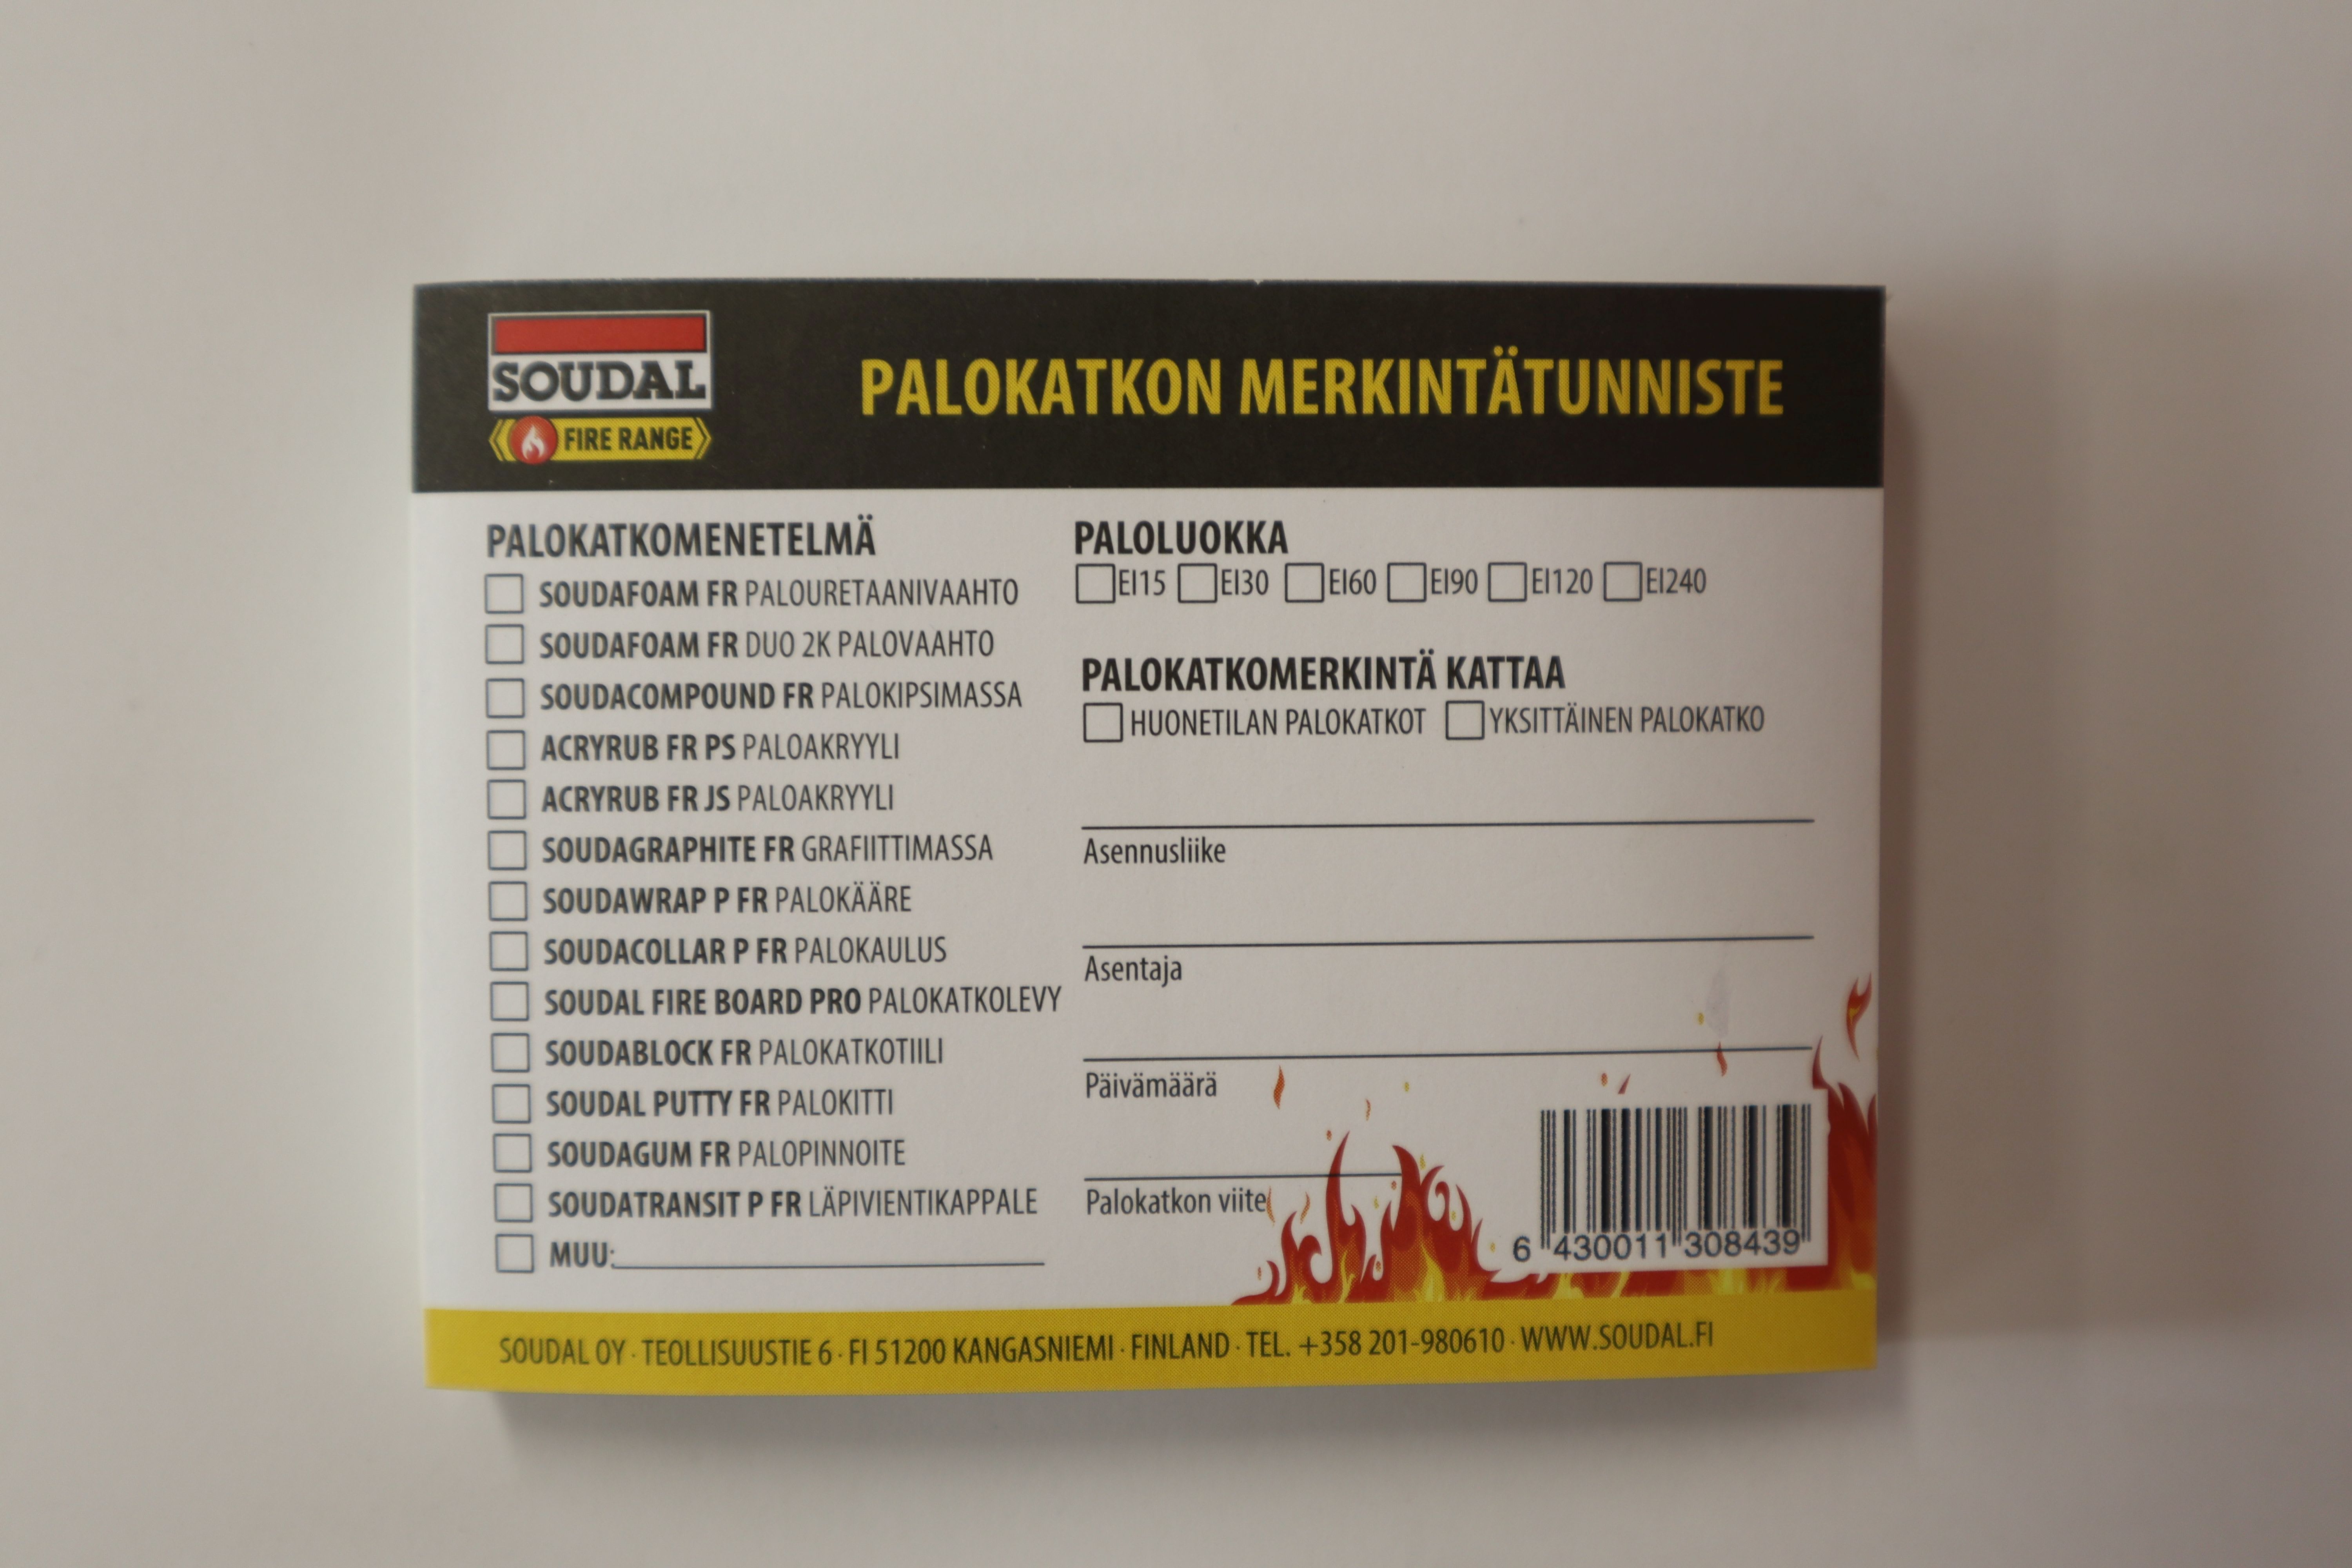 SOUDAL
FIRE RANGE
PALOKATKON MERKINTÄTUNNISTE
PALOKATKOMENETELMÄ
SOUDAFOAM FR PALOURETAANIVAAHTO
SOUDAFOAM FR DUO 2K PALOVAAHTO
SOUDACOMPOUND FR PALOKIPSIMASSA
ACRYRUB FR PS PALOAKRYYLI
ACRYRUB FR JS PALOAKRYYLI
SOUDAGRAPHITE FR GRAFIITTIMASSA
SOUDAWRAP P FR PALOKÄÄRE
SOUDACOLLAR P FR PALOKAULUS
SOUDAL FIRE BOARD PRO PALOKATKOLEVY
SOUDABLOCK FR PALOKATKOTIILI
SOUDAL PUTTY FR PALOKITTI
SOUDAGUM FR PALOPINNOITE
SOUDATRANSIT P FR LÄPIVIENTIKAPPALE
MUU:
PALOLUOKKA
EI15 EI30 EI60 EI90 EI120 EI240
PALOKATKOMERKINTÄ KATTAA
HUONETILAN PALOKATKOT YKSITTÄINEN PALOKATKO
Asennusliike
Asentaja
Päivämäärä
Palokatkon viite
6 430011 308439
SOUDAL OY · TEOLLISUUSTIE 6 · FI 51200 KANGASNIEMI · FINLAND · TEL. +358 201-980610 · WWW.SOUDAL.FI